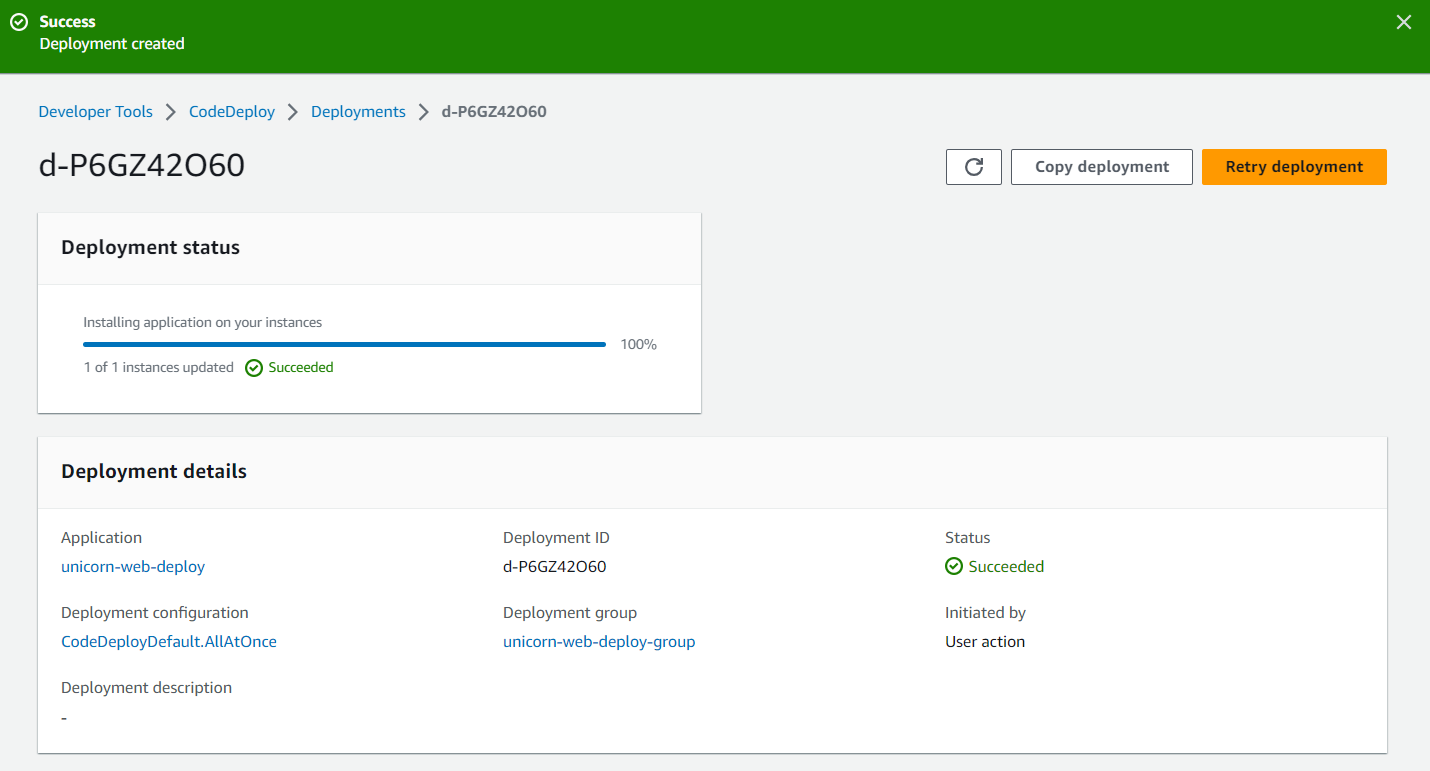 Success
Deployment created
Developer Tools > CodeDeploy > Deployments > d-P6GZ42O60
d-P6GZ42O60
Copy deployment
Retry deployment
Deployment status
Installing application on your instances
100%
1 of 1 instances updated Succeeded
Deployment details
Application Deployment ID Status
unicorn-web-deploy d-P6GZ42O60 Succeeded
Deployment configuration Deployment group Initiated by
CodeDeployDefault.AllAtOnce unicorn-web-deploy-group User action
Deployment description
-